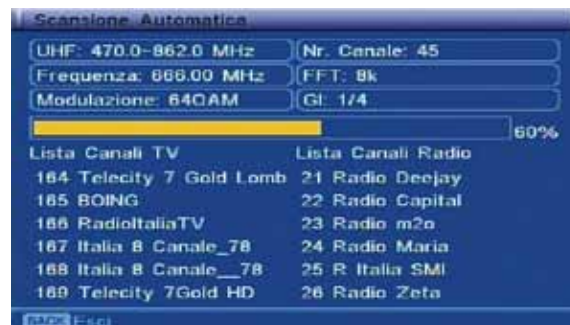 Scansione Automatica
UHF: 470.0-862.0 MHz
Nr. Canale: 45
Frequenza: 666.00 MHz
FFT: 8k
Modulazione: 64QAM
GI: 1/4
60%
Lista Canali TV
164 Telecity 7 Gold Lomb
165 BOING
166 RadioItaliaTV
167 Italia 8 Canale_78
168 Italia 8 Canale__78
169 Telecity 7Gold HD
Lista Canali Radio
21 Radio Deejay
22 Radio Capital
23 Radio m2o
24 Radio Maria
25 R Italia SMI
26 Radio Zeta
BACK Esci